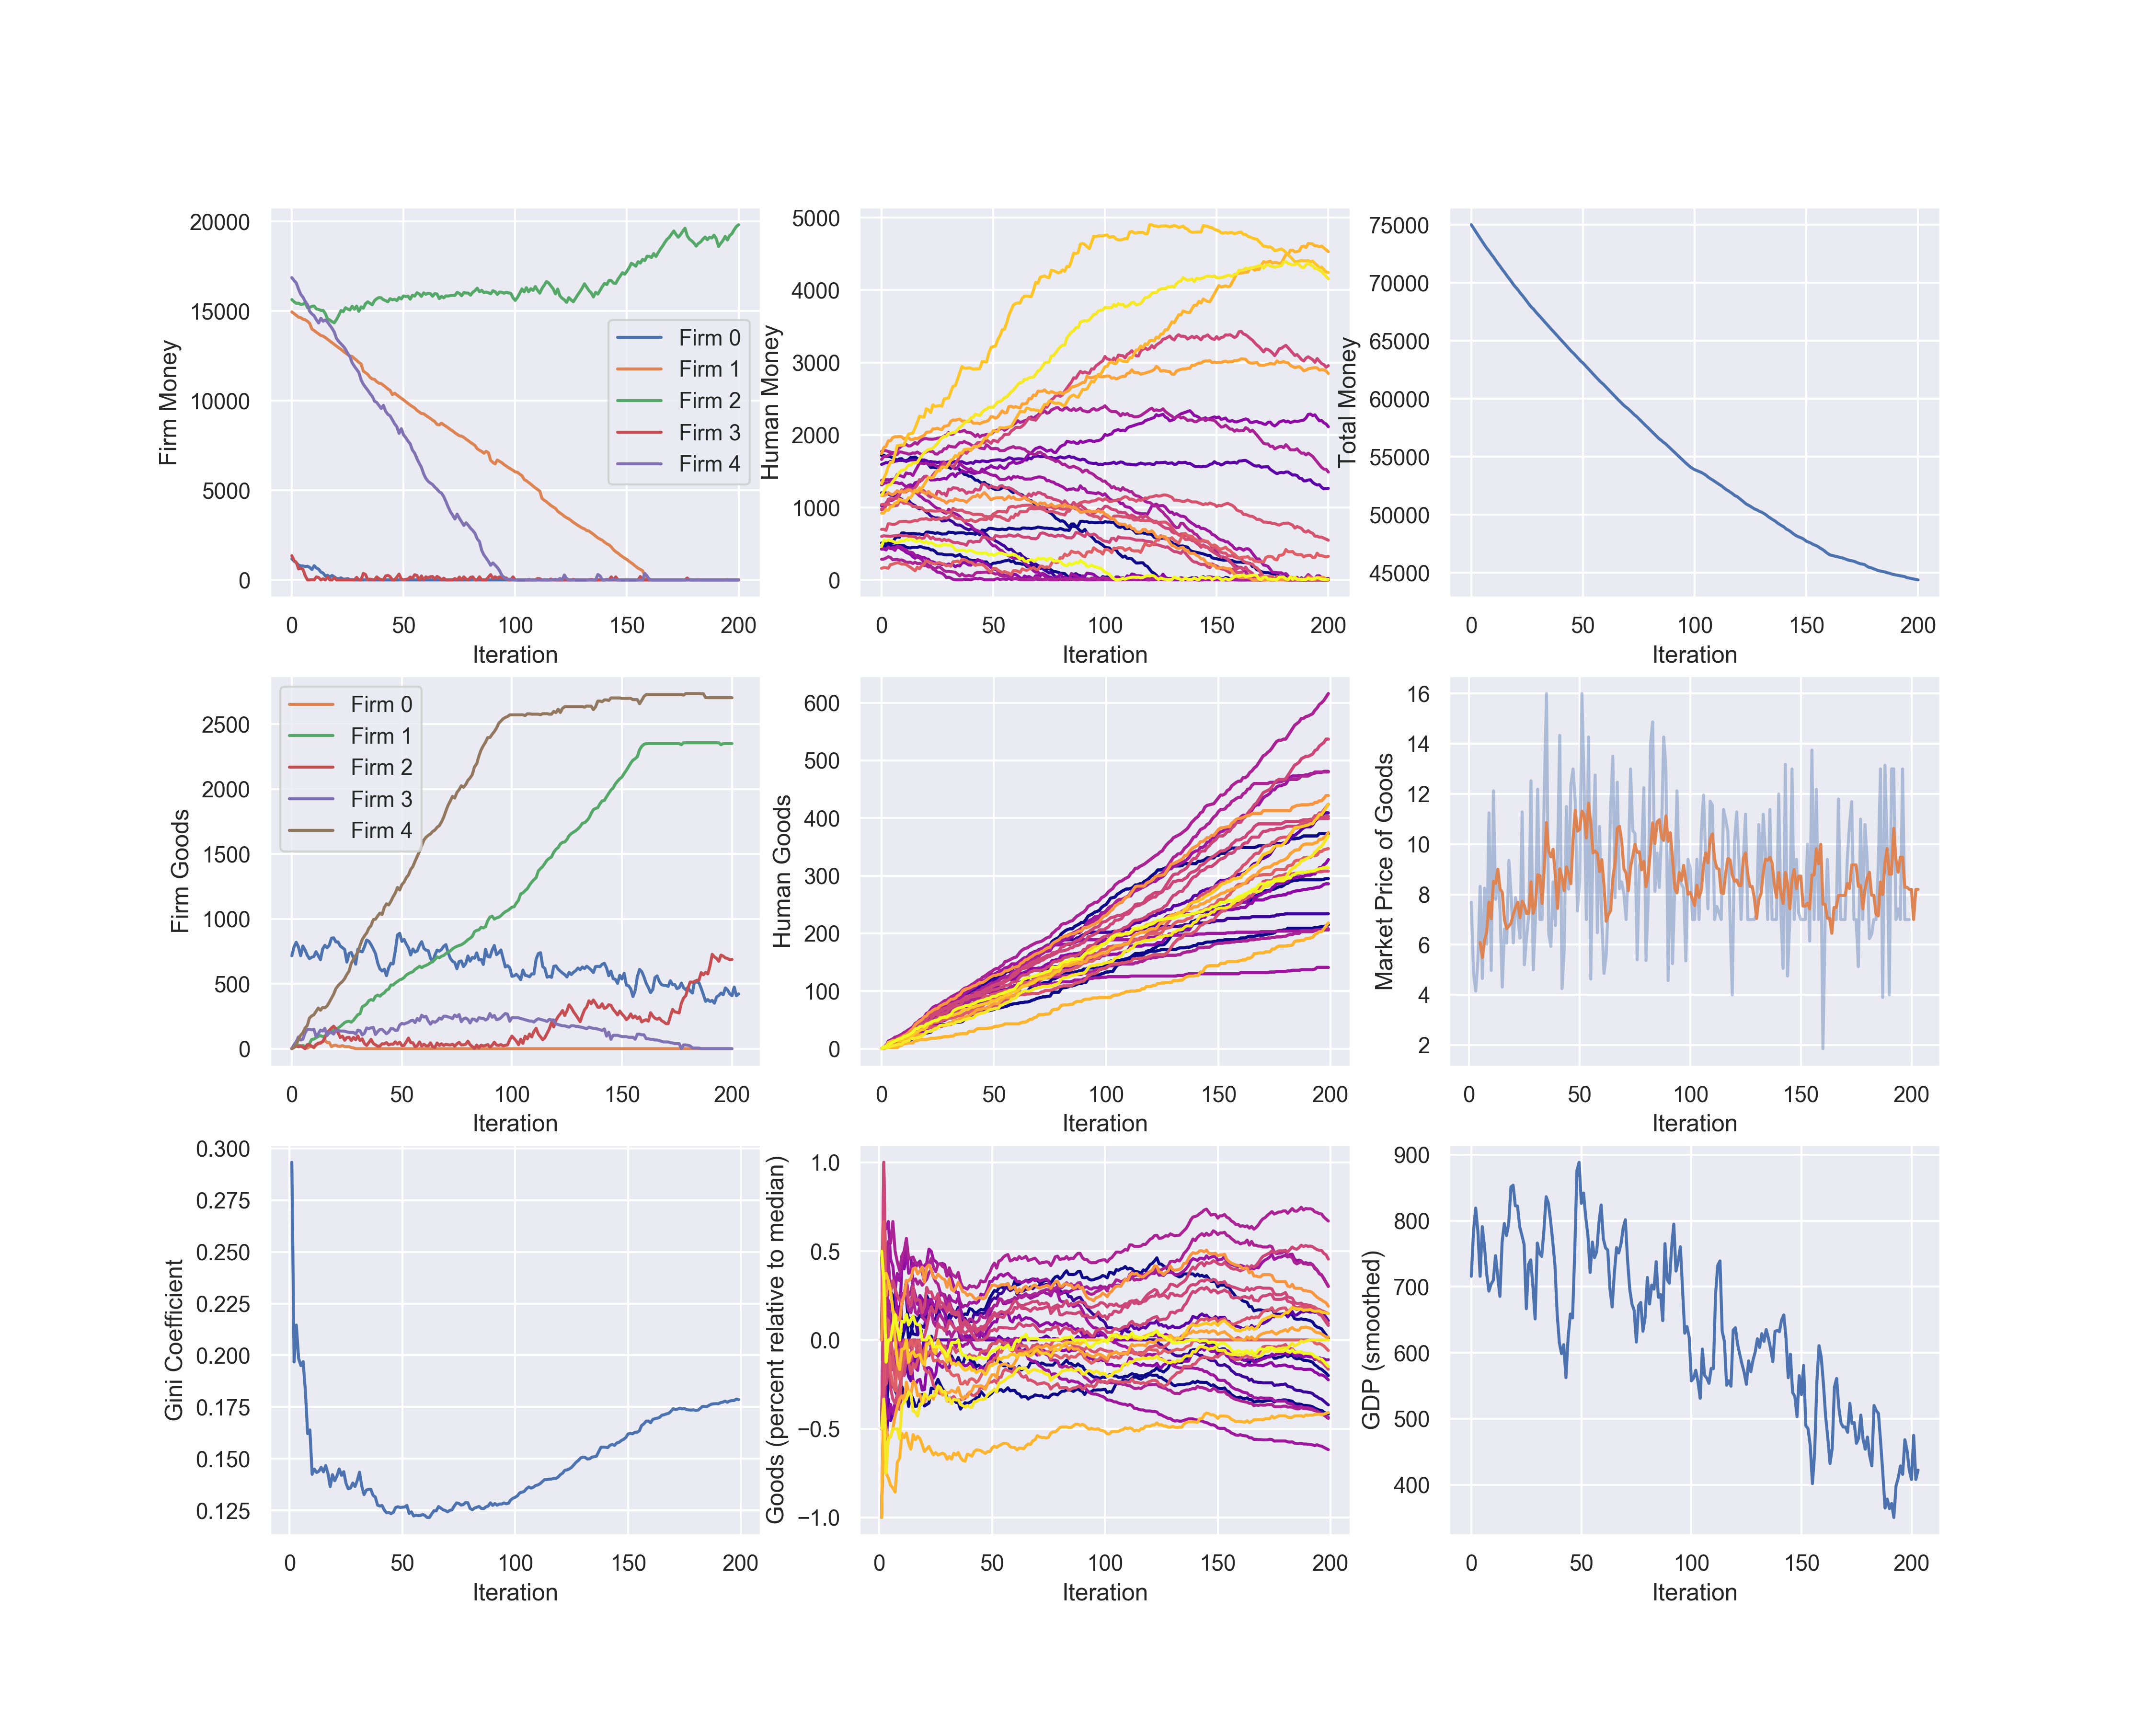 Firm Money
20000
15000
10000
5000
0
Firm 0
Firm 1
Firm 2
Firm 3
Firm 4
0 50 100 150 200
Iteration
Human Money
5000
4000
3000
2000
1000
0
0 50 100 150 200
Iteration
Total Money
75000
70000
65000
60000
55000
50000
45000
0 50 100 150 200
Iteration
Firm Goods
2500
2000
1500
1000
500
0
Firm 0
Firm 1
Firm 2
Firm 3
Firm 4
0 50 100 150 200
Iteration
Human Goods
600
500
400
300
200
100
0
0 50 100 150 200
Iteration
Market Price of Goods
16
14
12
10
8
6
4
2
0 50 100 150 200
Iteration
Gini Coefficient
0.300
0.275
0.250
0.225
0.200
0.175
0.150
0.125
0 50 100 150 200
Iteration
Goods (percent relative to median)
1.0
0.5
0.0
−0.5
−1.0
0 50 100 150 200
Iteration
GDP (smoothed)
900
800
700
600
500
400
0 50 100 150 200
Iteration